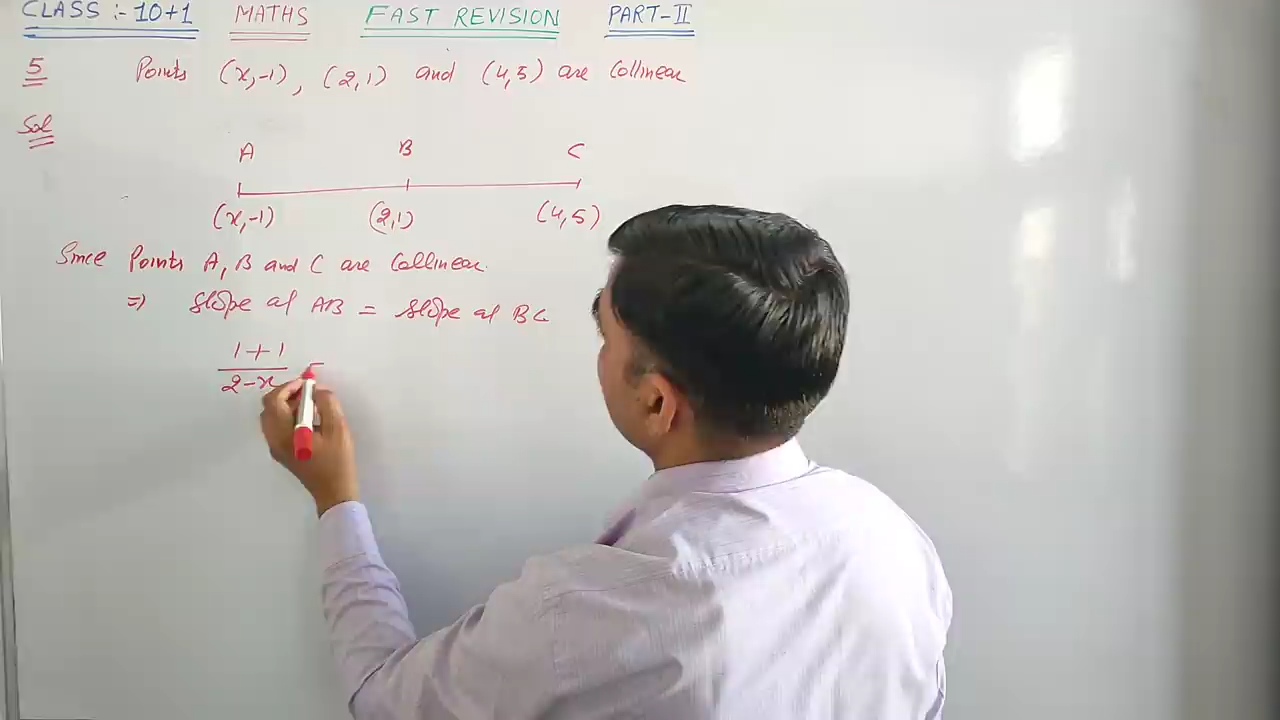 CLASS :- 10+1 MATHS FAST REVISION PART-II
5 Points (x,-1), (2,1) and (4,5) are Collinear
Sol
A B C
(x,-1) (2,1) (4,5)
Since Points A, B and C are Collinear.
=> Slope of AB = Slope of BC
1+1
2-x